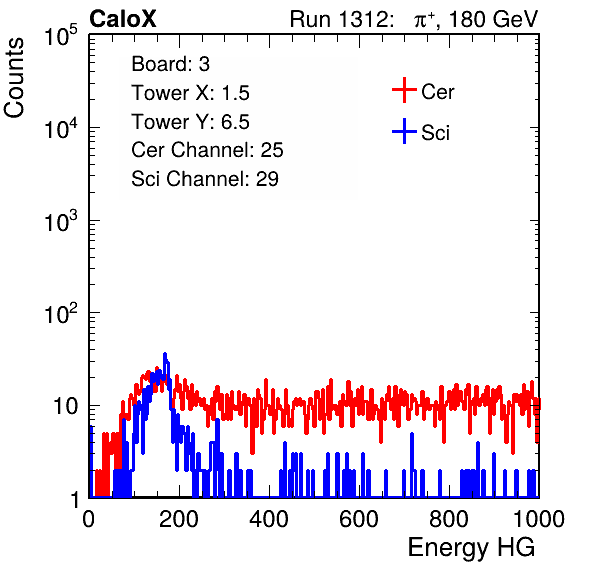 CaloX Run 1312: π⁺, 180 GeV
Counts
10⁵
10⁴
10³
10²
10
1
Board: 3
Tower X: 1.5
Tower Y: 6.5
Cer Channel: 25
Sci Channel: 29
Cer
Sci
0 200 400 600 800 1000
Energy HG